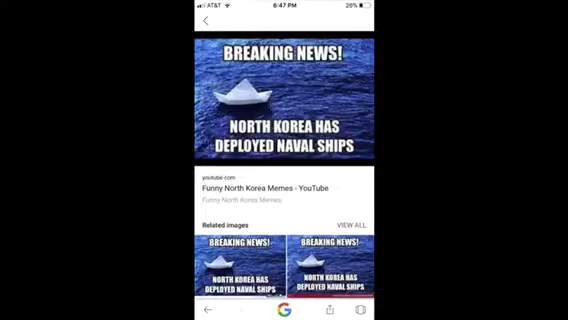 AT&T 6:47 PM 26%
BREAKING NEWS!
NORTH KOREA HAS
DEPLOYED NAVAL SHIPS
youtube.com
Funny North Korea Memes - YouTube
Funny North Korea Memes.
Related images VIEW ALL
BREAKING NEWS! BREAKING NEWS!
NORTH KOREA HAS NORTH KOREA HAS
DEPLOYED NAVAL SHIPS DEPLOYED NAVAL SHIPS
G